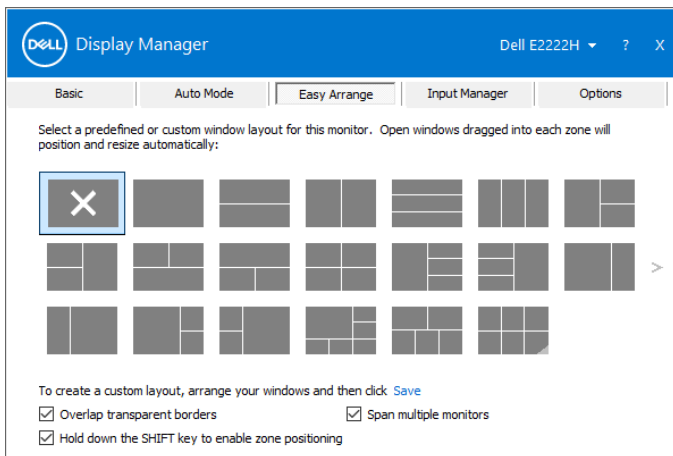 DELL Display Manager Dell E2222H ? X
Basic Auto Mode Easy Arrange Input Manager Options
Select a predefined or custom window layout for this monitor. Open windows dragged into each zone will
position and resize automatically:
>
To create a custom layout, arrange your windows and then click Save
Overlap transparent borders Span multiple monitors
Hold down the SHIFT key to enable zone positioning